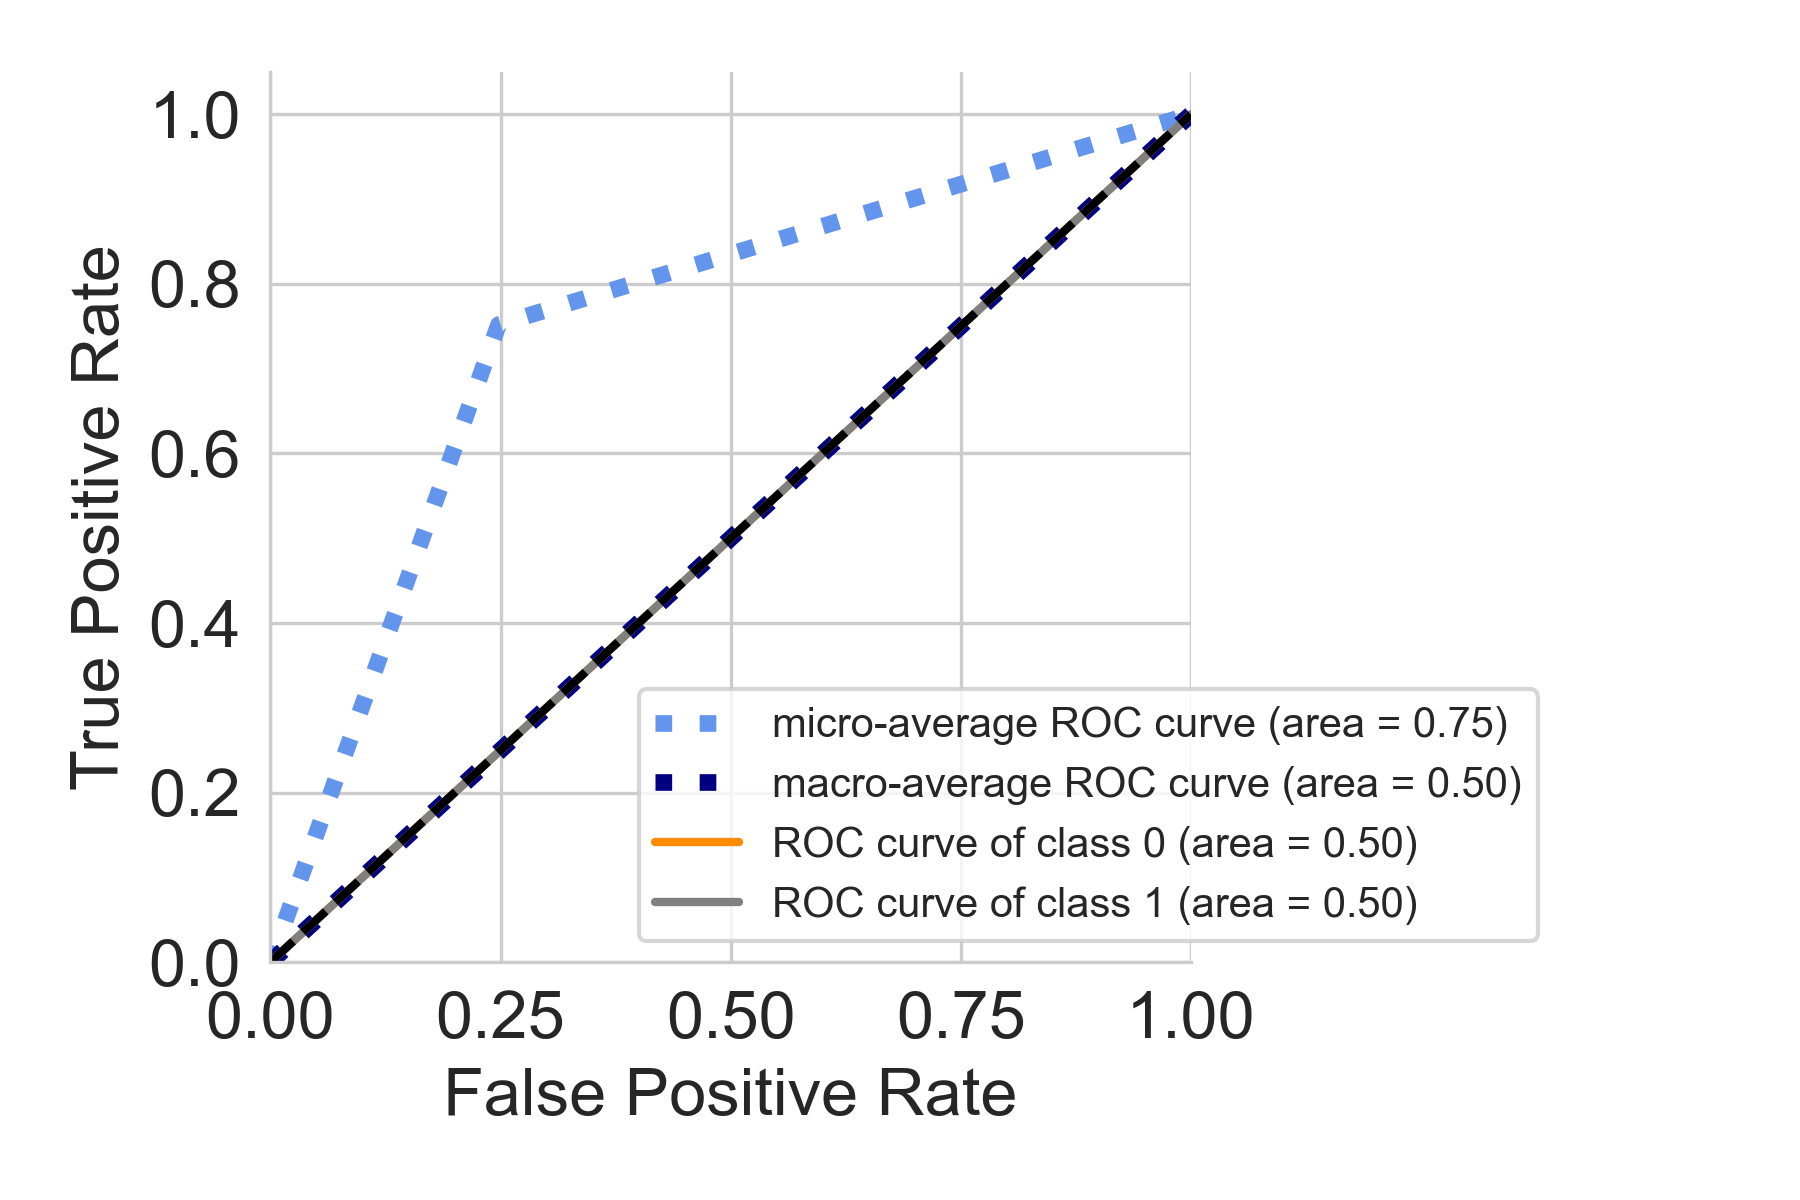 True Positive Rate
1.0
0.8
0.6
0.4
0.2
0.0
micro-average ROC curve (area = 0.75)
macro-average ROC curve (area = 0.50)
ROC curve of class 0 (area = 0.50)
ROC curve of class 1 (area = 0.50)
0.00 0.25 0.50 0.75 1.00
False Positive Rate